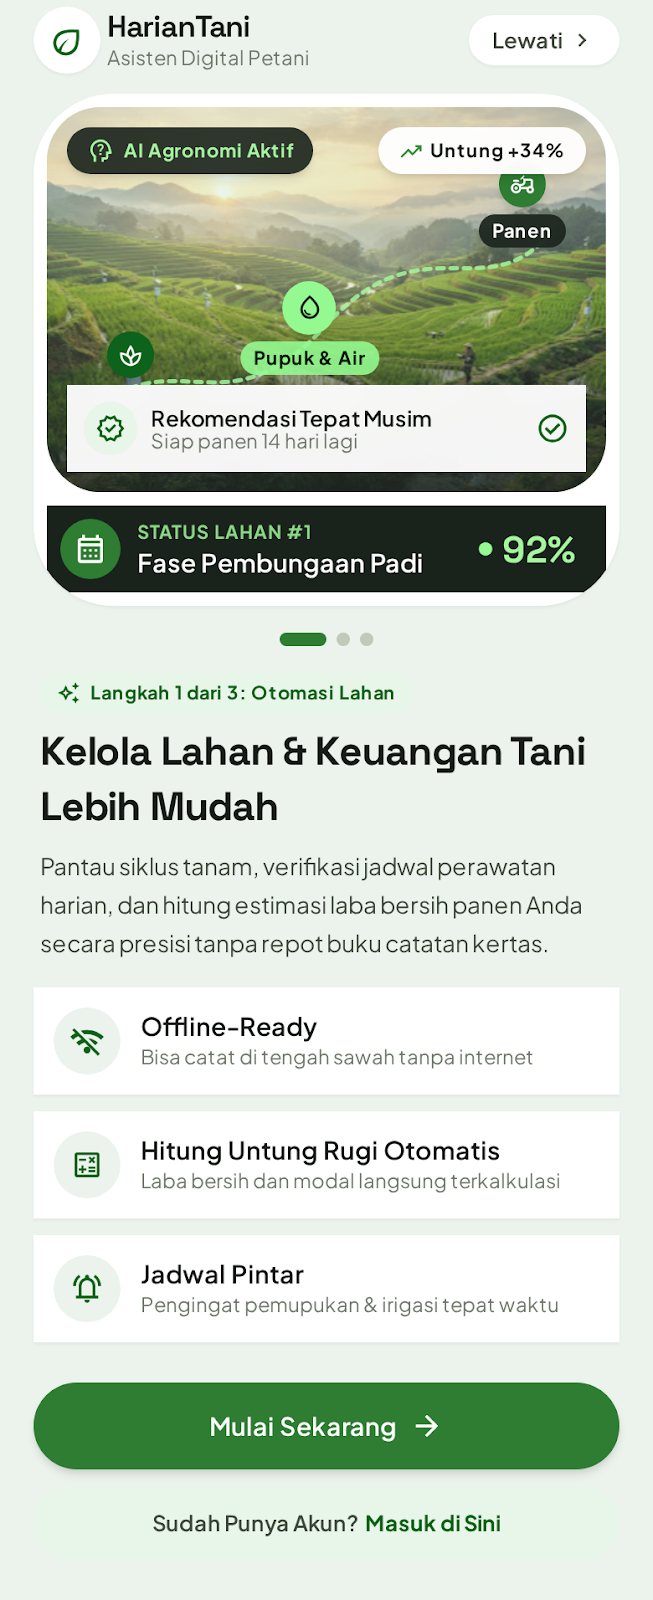 HarianTani
Asisten Digital Petani
Lewati
AI Agronomi Aktif
Untung +34%
Panen
Pupuk & Air
Rekomendasi Tepat Musim
Siap panen 14 hari lagi
STATUS LAHAN #1
Fase Pembungaan Padi
92%
Langkah 1 dari 3: Otomasi Lahan
Kelola Lahan & Keuangan Tani
Lebih Mudah
Pantau siklus tanam, verifikasi jadwal perawatan
harian, dan hitung estimasi laba bersih panen Anda
secara presisi tanpa repot buku catatan kertas.
Offline-Ready
Bisa catat di tengah sawah tanpa internet
Hitung Untung Rugi Otomatis
Laba bersih dan modal langsung terkalkulasi
Jadwal Pintar
Pengingat pemupukan & irigasi tepat waktu
Mulai Sekarang
Sudah Punya Akun? Masuk di Sini